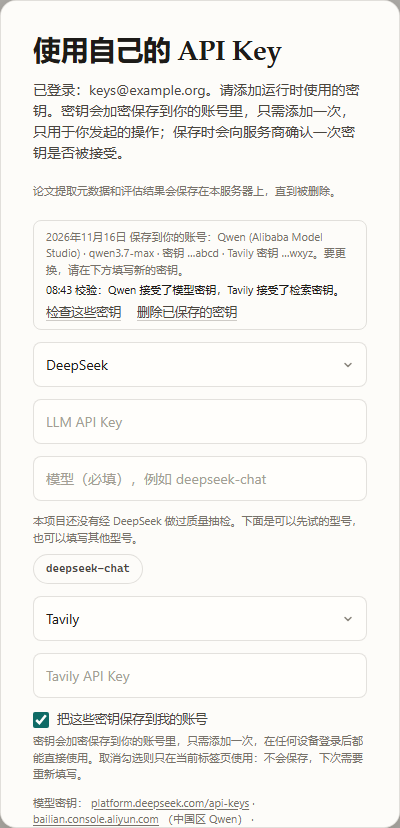 使用自己的 API Key
已登录：keys@example.org。请添加运行时使用的密
钥。密钥会加密保存到你的账号里，只需添加一次，
只用于你发起的操作；保存时会向服务商确认一次密
钥是否被接受。
论文提取元数据和评估结果会保存在本服务器上，直到被删除。
2026年11月16日 保存到你的账号：Qwen (Alibaba Model
Studio) · qwen3.7-max · 密钥 ...abcd · Tavily 密钥 ...wxyz。要更
换，请在下方填写新的密钥。
08:43 校验：Qwen 接受了模型密钥，Tavily 接受了检索密钥。
检查这些密钥 删除已保存的密钥
DeepSeek
LLM API Key
模型（必填），例如 deepseek-chat
本项目还没有经 DeepSeek 做过质量抽检。下面是可以先试的型号，
也可以填写其他型号。
deepseek-chat
Tavily
Tavily API Key
把这些密钥保存到我的账号
密钥会加密保存到你的账号里，只需添加一次，在任何设备登录后都
能直接使用。取消勾选则只在当前标签页使用：不会保存，下次需要
重新填写。
模型密钥： platform.deepseek.com/api-keys ·
bailian.console.aliyun.com （中国区 Qwen） ·